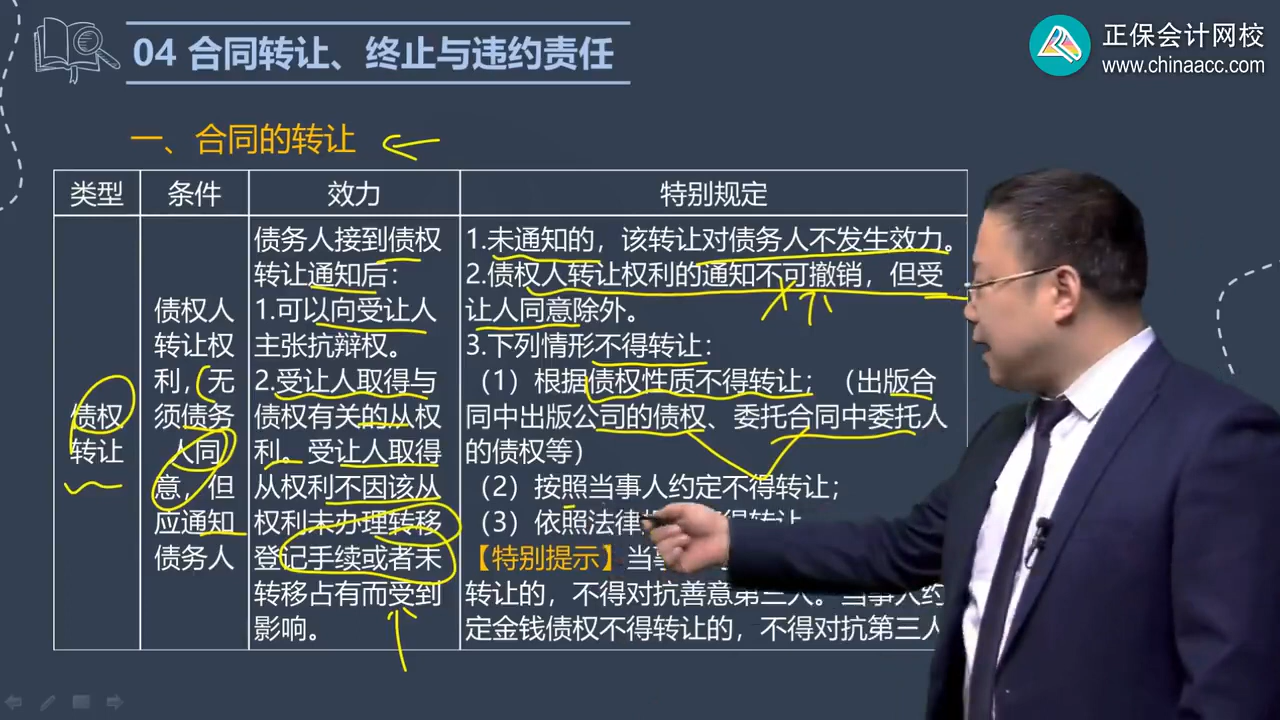 04 合同转让、终止与违约责任
正保会计网校
www.chinaacc.com
一、合同的转让
类型
条件
效力
特别规定
债权
转让
债权人
转让权
利，无
须债务
人同
意，但
应通知
债务人
债务人接到债权
转让通知后：
1.可以向受让人
主张抗辩权。
2.受让人取得与
债权有关的从权
利。受让人取得
从权利不因该从
权利未办理转移
登记手续或者未
转移占有而受到
影响。
1.未通知的，该转让对债务人不发生效力。
2.债权人转让权利的通知不可撤销，但受
让人同意除外。
3.下列情形不得转让：
（1）根据债权性质不得转让；（出版合
同中出版公司的债权、委托合同中委托人
的债权等）
（2）按照当事人约定不得转让；
（3）依照法律 得转让
【特别提示】当事
转让的，不得对抗善意第三人。当事人约
定金钱债权不得转让的，不得对抗第三人